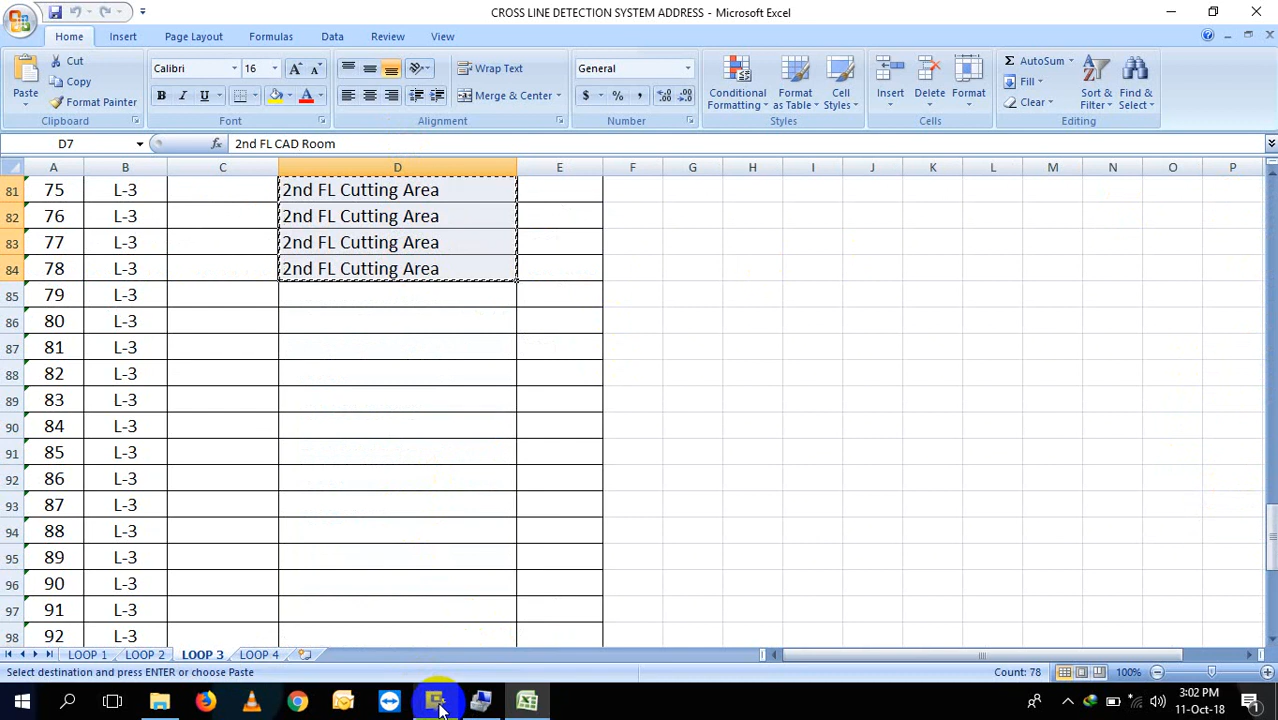 CROSS LINE DETECTION SYSTEM ADDRESS - Microsoft Excel
Home Insert Page Layout Formulas Data Review View
Paste Cut Copy Format Painter
Calibri 16 Wrap Text General Conditional Formatting Format as Table Cell Styles Insert Delete Format AutoSum Fill Clear Sort & Filter Find & Select
B I U A Merge & Center $ % ,
Clipboard Font Alignment Number Styles Cells Editing
D7 fx 2nd FL CAD Room
A B C D E F G H I J K L M N O P
81 75 L-3 2nd FL Cutting Area
82 76 L-3 2nd FL Cutting Area
83 77 L-3 2nd FL Cutting Area
84 78 L-3 2nd FL Cutting Area
85 79 L-3
86 80 L-3
87 81 L-3
88 82 L-3
89 83 L-3
90 84 L-3
91 85 L-3
92 86 L-3
93 87 L-3
94 88 L-3
95 89 L-3
96 90 L-3
97 91 L-3
98 92 L-3
LOOP 1 LOOP 2 LOOP 3 LOOP 4
Select destination and press ENTER or choose Paste Count: 78 100%
3:02 PM
11-Oct-18